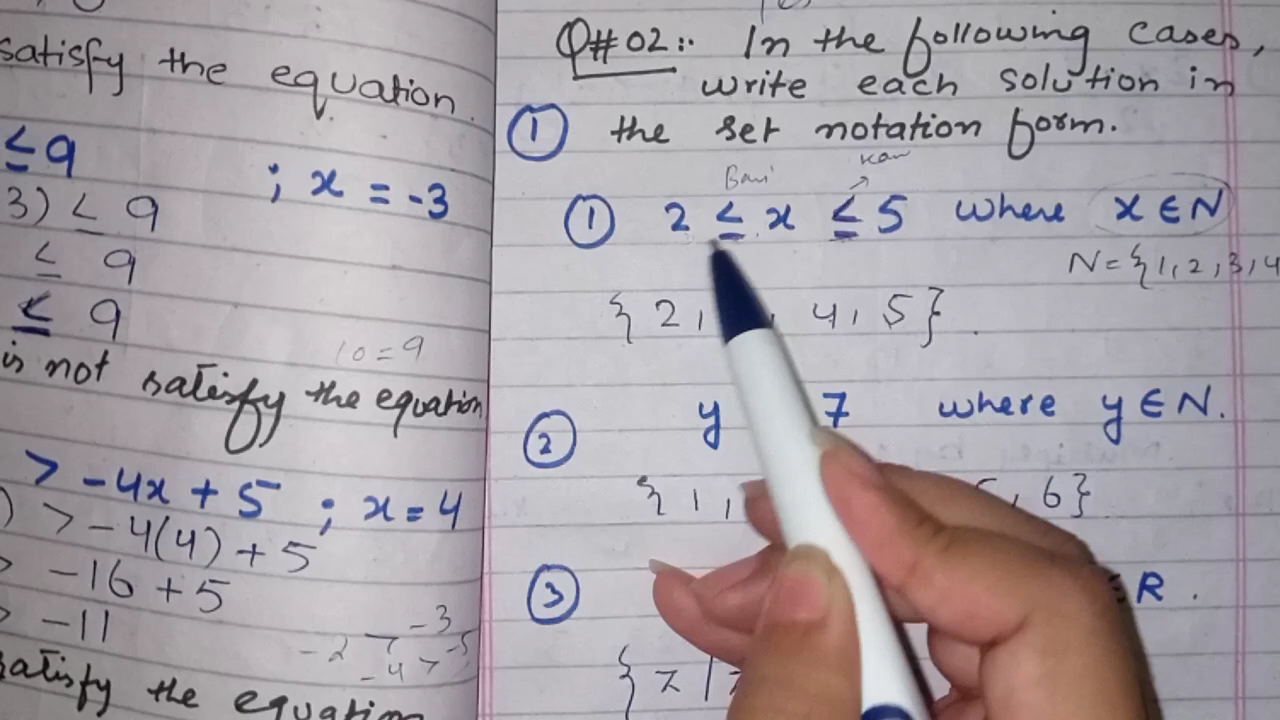 satisfy the equation.
≤ 9 ; x = -3
3) ≤ 9
≤ 9
≤ 9
10 = 9
is not satisfy the equation
> -4x + 5 ; x = 4
) > -4(4) + 5
> -16 + 5
> -11
-3
-2
-4 > -5
satisfy the equation
Q# 02:. In the following cases,
write each solution in
① the set notation form.
① 2 ≤ x ≤ 5 where x ∈ N
N = {1, 2, 3, 4
{ 2, , 4, 5 } .
② y 7 where y ∈ N.
{ 1, , 6 }
③ R .
{ z |